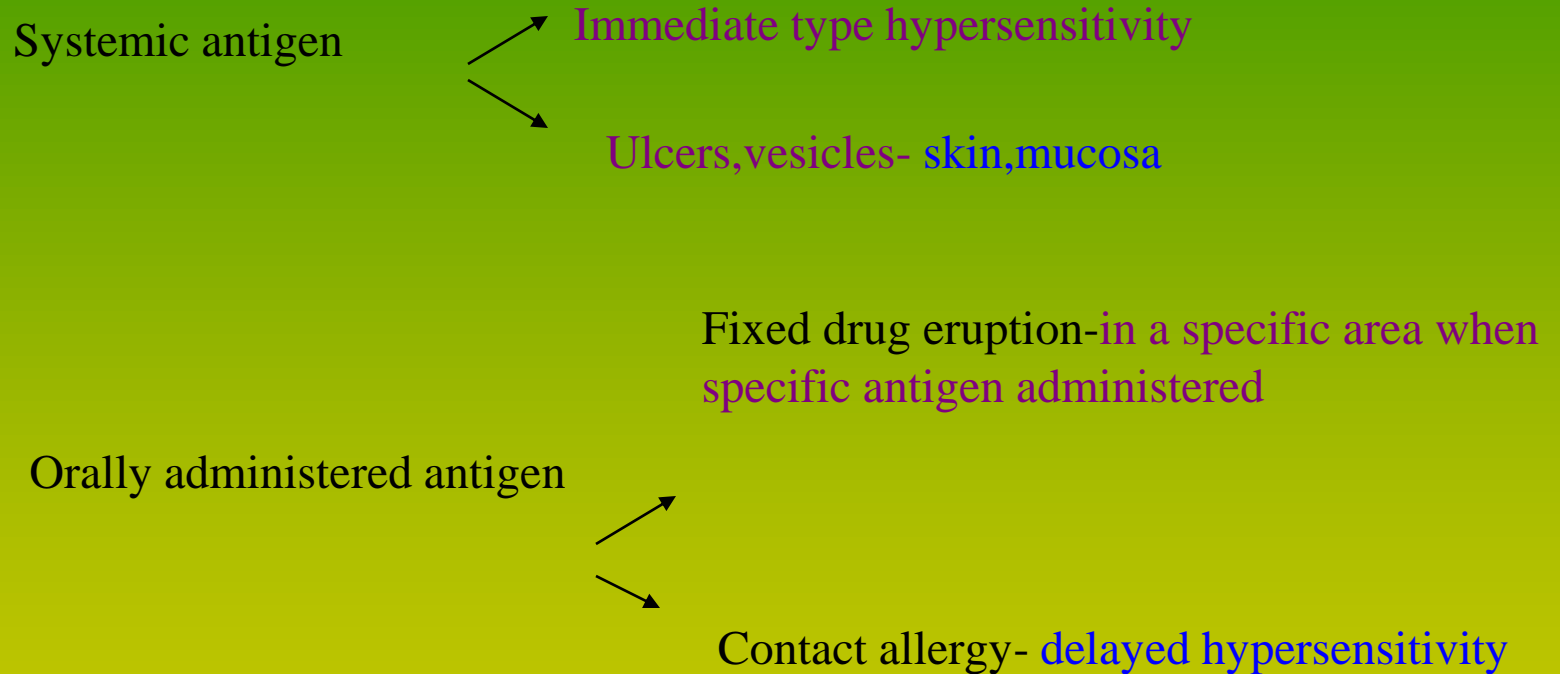 Systemic antigen
Immediate type hypersensitivity
Ulcers,vesicles- skin,mucosa
Fixed drug eruption-in a specific area when
specific antigen administered
Orally administered antigen
Contact allergy- delayed hypersensitivity